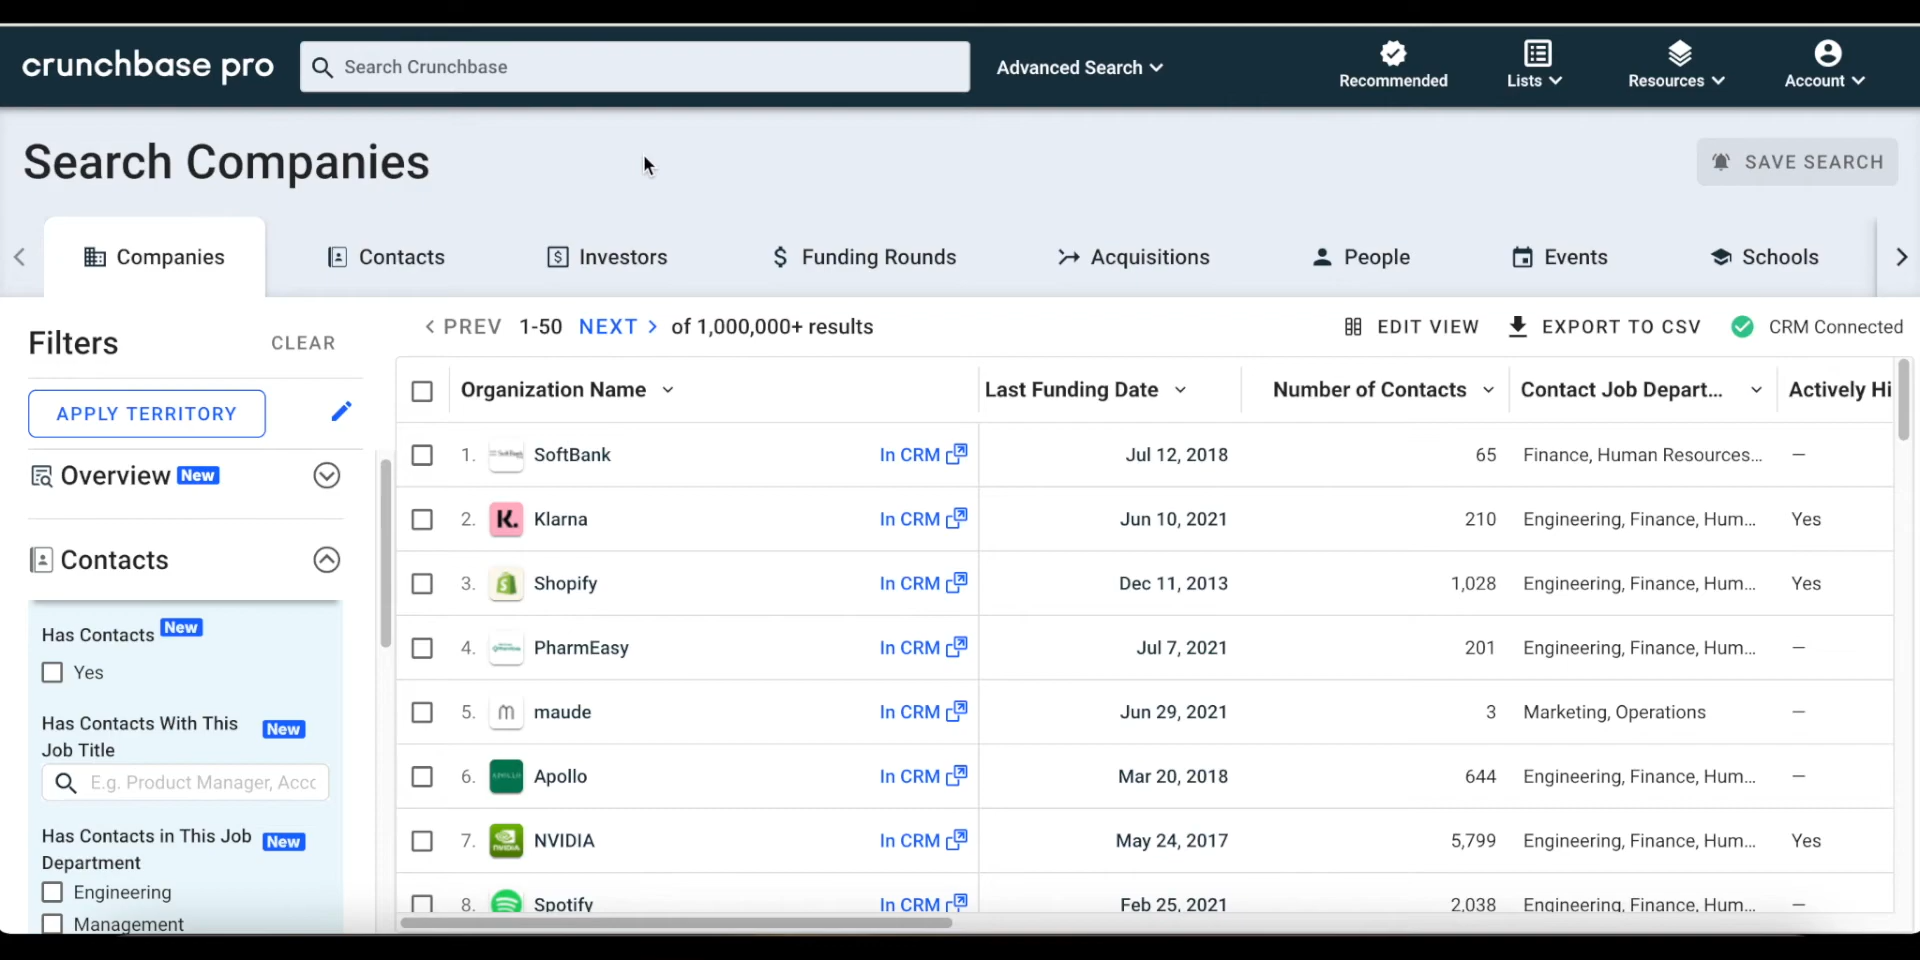 crunchbase pro
Search Crunchbase
Advanced Search
Recommended
Lists
Resources
Account
Search Companies
SAVE SEARCH
Companies
Contacts
Investors
Funding Rounds
Acquisitions
People
Events
Schools
Filters
CLEAR
PREV 1-50 NEXT of 1,000,000+ results
EDIT VIEW
EXPORT TO CSV
CRM Connected
APPLY TERRITORY
Overview New
Contacts
Has Contacts New
Yes
Has Contacts With This
Job Title New
E.g. Product Manager, Acco
Has Contacts in This Job
Department New
Engineering
Management
Organization Name Last Funding Date Number of Contacts Contact Job Depart... Actively Hi
1. SoftBank In CRM Jul 12, 2018 65 Finance, Human Resources... —
2. K. Klarna In CRM Jun 10, 2021 210 Engineering, Finance, Hum... Yes
3. Shopify In CRM Dec 11, 2013 1,028 Engineering, Finance, Hum... Yes
4. PharmEasy In CRM Jul 7, 2021 201 Engineering, Finance, Hum... —
5. m maude In CRM Jun 29, 2021 3 Marketing, Operations —
6. Apollo In CRM Mar 20, 2018 644 Engineering, Finance, Hum... —
7. NVIDIA In CRM May 24, 2017 5,799 Engineering, Finance, Hum... Yes
8. Spotify In CRM Feb 25, 2021 2,038 Engineering, Finance, Hum... —